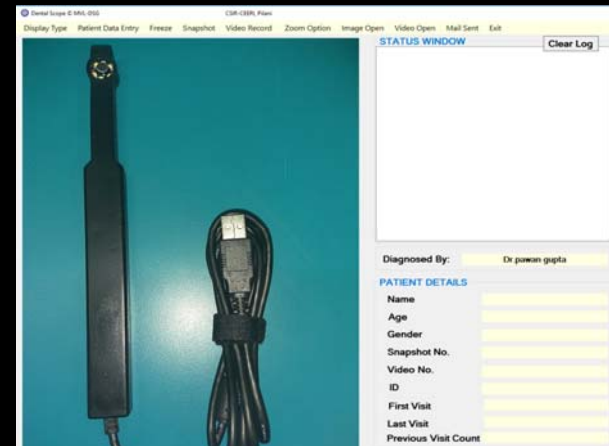 Dental Scope © MVL-DSG CSIR-CEERI, Pilani
Display Type Patient Data Entry Freeze Snapshot Video Record Zoom Option Image Open Video Open Mail Sent Exit
STATUS WINDOW Clear Log
Diagnosed By: Dr.pawan gupta
PATIENT DETAILS
Name
Age
Gender
Snapshot No.
Video No.
ID
First Visit
Last Visit
Previous Visit Count